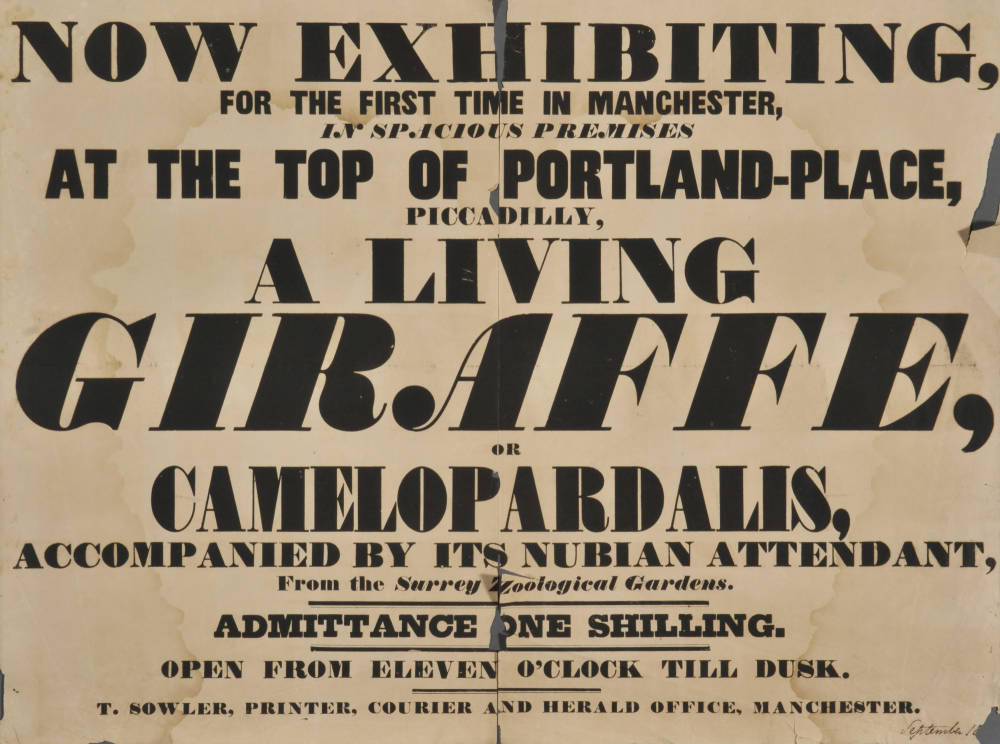 NOW EXHIBITING,
FOR THE FIRST TIME IN MANCHESTER,
IN SPACIOUS PREMISES
AT THE TOP OF PORTLAND-PLACE,
PICCADILLY,
A LIVING
GIRAFFE,
OR
CAMELOPARDALIS,
ACCOMPANIED BY ITS NUBIAN ATTENDANT,
From the Surrey Zoological Gardens.
ADMITTANCE ONE SHILLING.
OPEN FROM ELEVEN O'CLOCK TILL DUSK.
T. SOWLER, PRINTER, COURIER AND HERALD OFFICE, MANCHESTER.
September